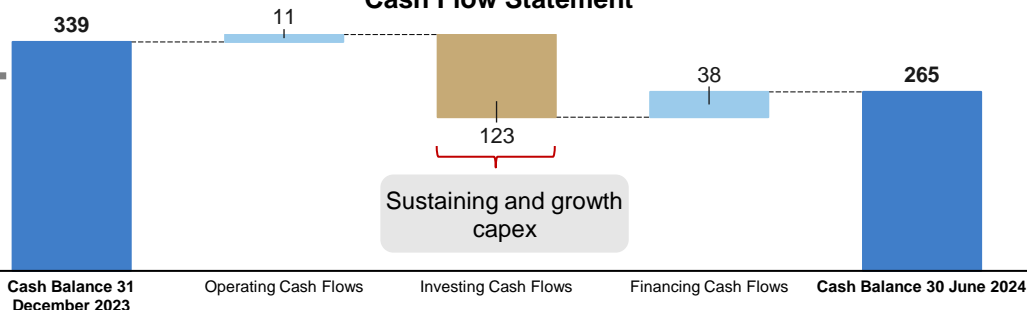 Cash Flow Statement
339
11
123
38
265
Sustaining and growth
capex
Cash Balance 31
December 2023
Operating Cash Flows
Investing Cash Flows
Financing Cash Flows
Cash Balance 30 June 2024